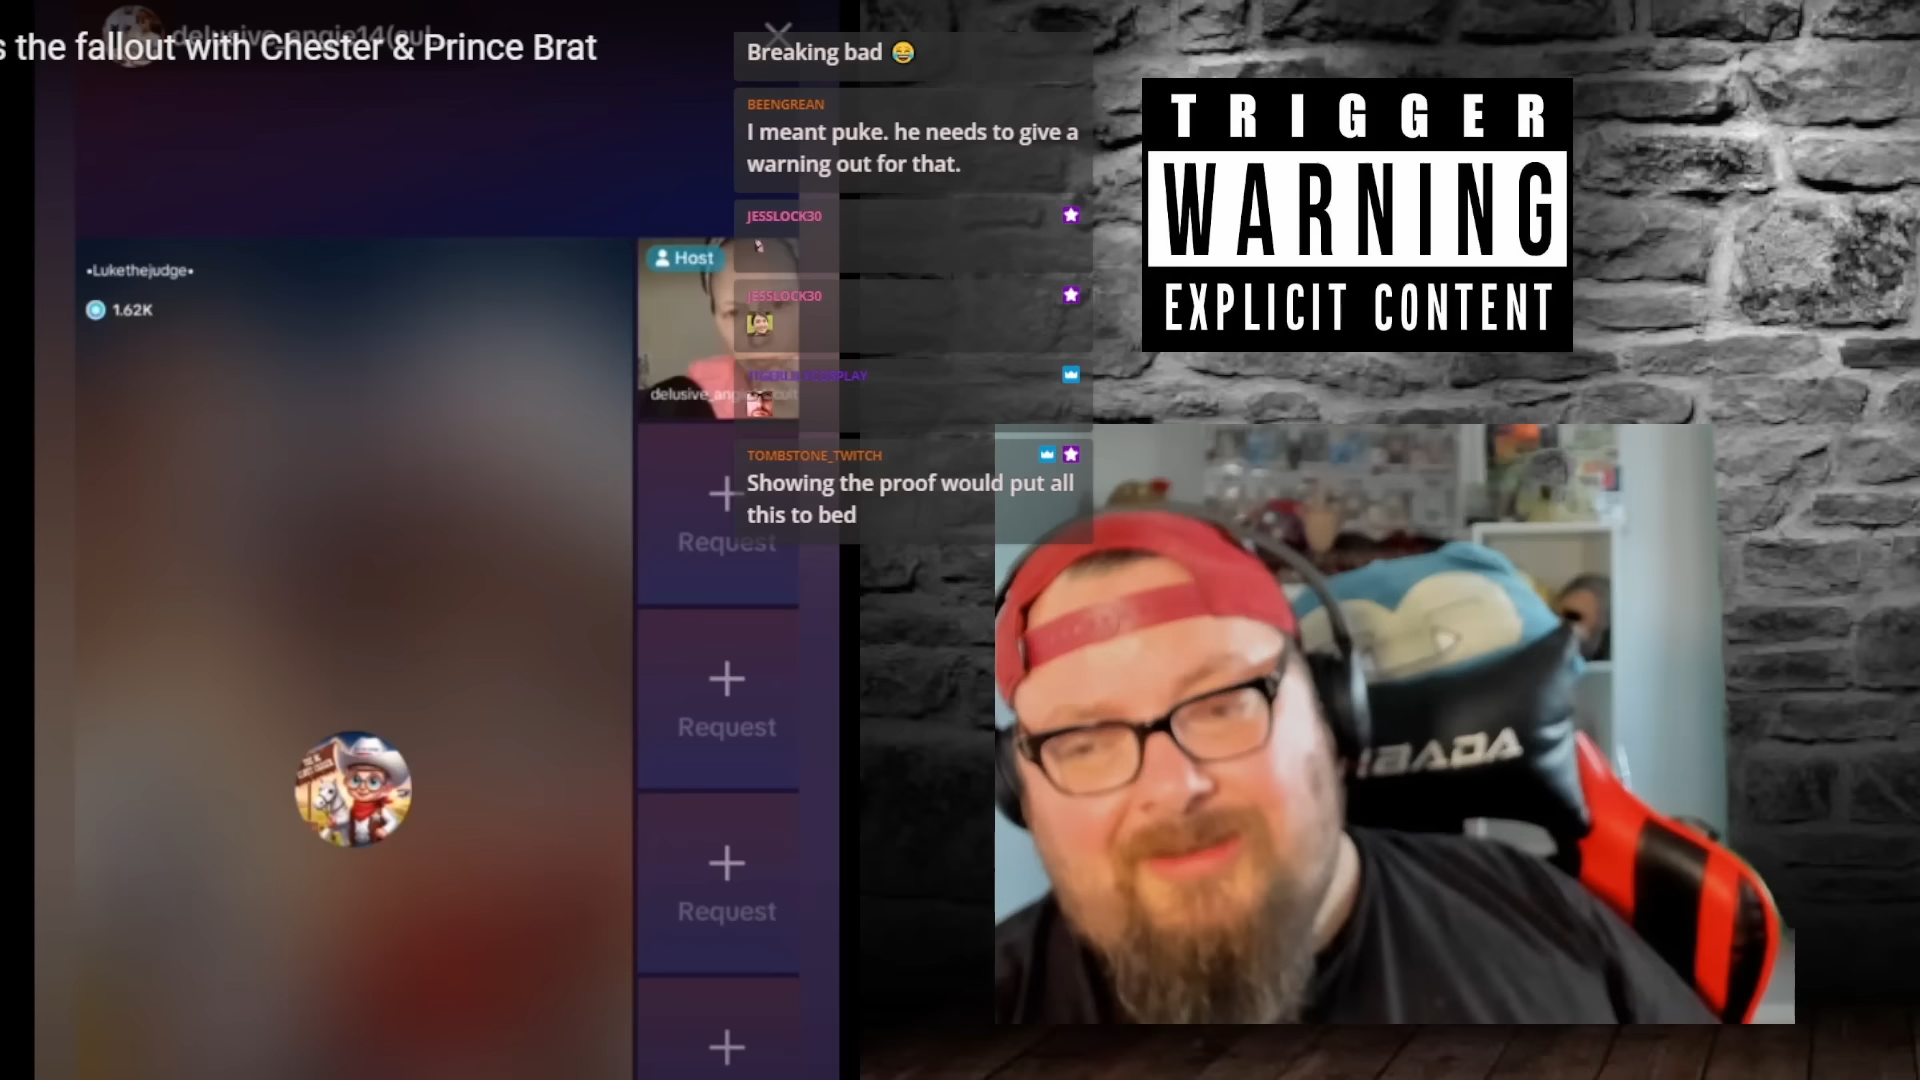 s the fallout with Chester & Prince Brat
Breaking bad 😂
BEENGREAN
I meant puke. he needs to give a
warning out for that.
JESSLOCK30
JESSLOCK30
TOMBSTONE_TWITCH
Showing the proof would put all
this to bed
•Lukethejudge•
1.62K
Host
Request
Request
Request
TRIGGER
WARNING
EXPLICIT CONTENT
IBADA